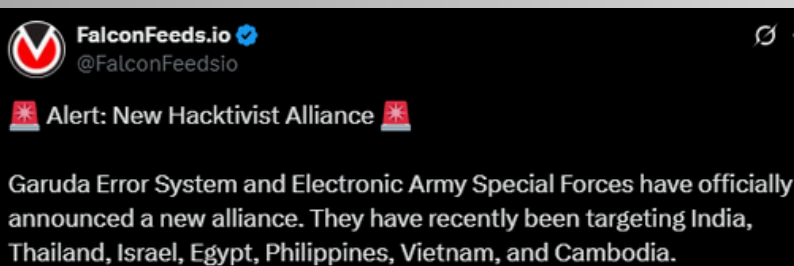 FalconFeeds.io
@FalconFeedsio
🚨 Alert: New Hacktivist Alliance 🚨
Garuda Error System and Electronic Army Special Forces have officially
announced a new alliance. They have recently been targeting India,
Thailand, Israel, Egypt, Philippines, Vietnam, and Cambodia.